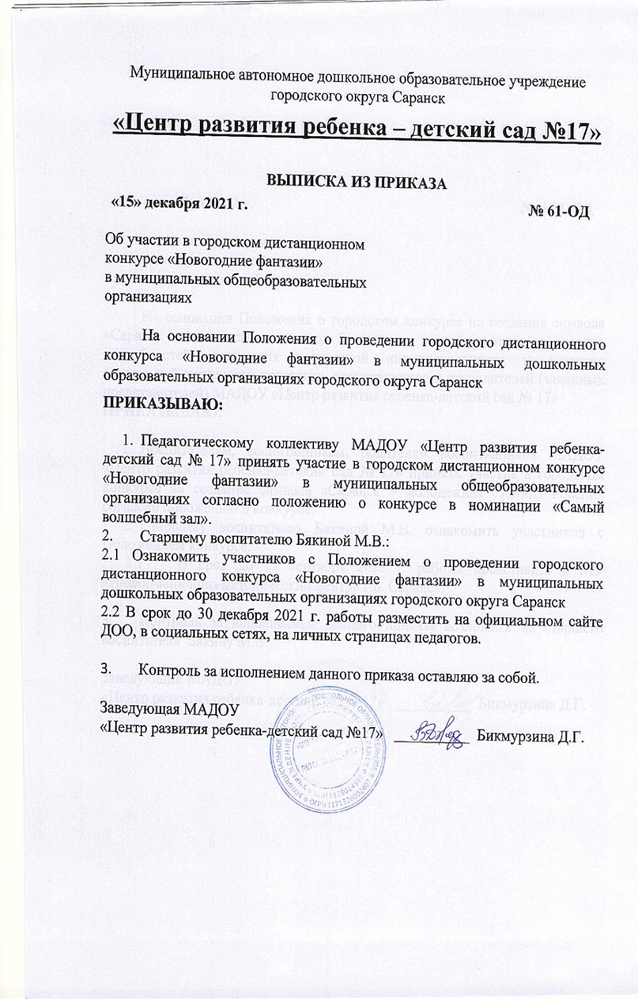 Муниципальное автономное дошкольное образовательное учреждение
городского округа Саранск
«Центр развития ребенка – детский сад №17»
ВЫПИСКА ИЗ ПРИКАЗА
«15» декабря 2021 г.
№ 61-ОД
Об участии в городском дистанционном
конкурсе «Новогодние фантазии»
в муниципальных общеобразовательных
организациях
На основании Положения о проведении городского дистанционного
конкурса «Новогодние фантазии» в муниципальных дошкольных
образовательных организациях городского округа Саранск
ПРИКАЗЫВАЮ:
1. Педагогическому коллективу МАДОУ «Центр развития ребенка-
детский сад № 17» принять участие в городском дистанционном конкурсе
«Новогодние фантазии» в муниципальных общеобразовательных
организациях согласно положению о конкурсе в номинации «Самый
волшебный зал».
2. Старшему воспитателю Бякиной М.В.:
2.1 Ознакомить участников с Положением о проведении городского
дистанционного конкурса «Новогодние фантазии» в муниципальных
дошкольных образовательных организациях городского округа Саранск
2.2 В срок до 30 декабря 2021 г. работы разместить на официальном сайте
ДОО, в социальных сетях, на личных страницах педагогов.
3. Контроль за исполнением данного приказа оставляю за собой.
Заведующая МАДОУ
«Центр развития ребенка-детский сад №17» ___________ Бикмурзина Д.Г.
ОГРН 1171326002407